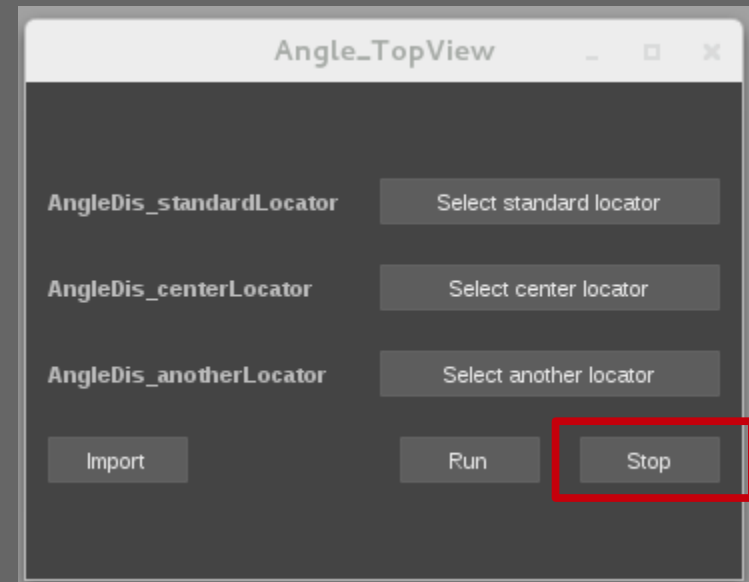 Angle_TopView
AngleDis_standardLocator Select standard locator
AngleDis_centerLocator Select center locator
AngleDis_anotherLocator Select another locator
Import Run Stop